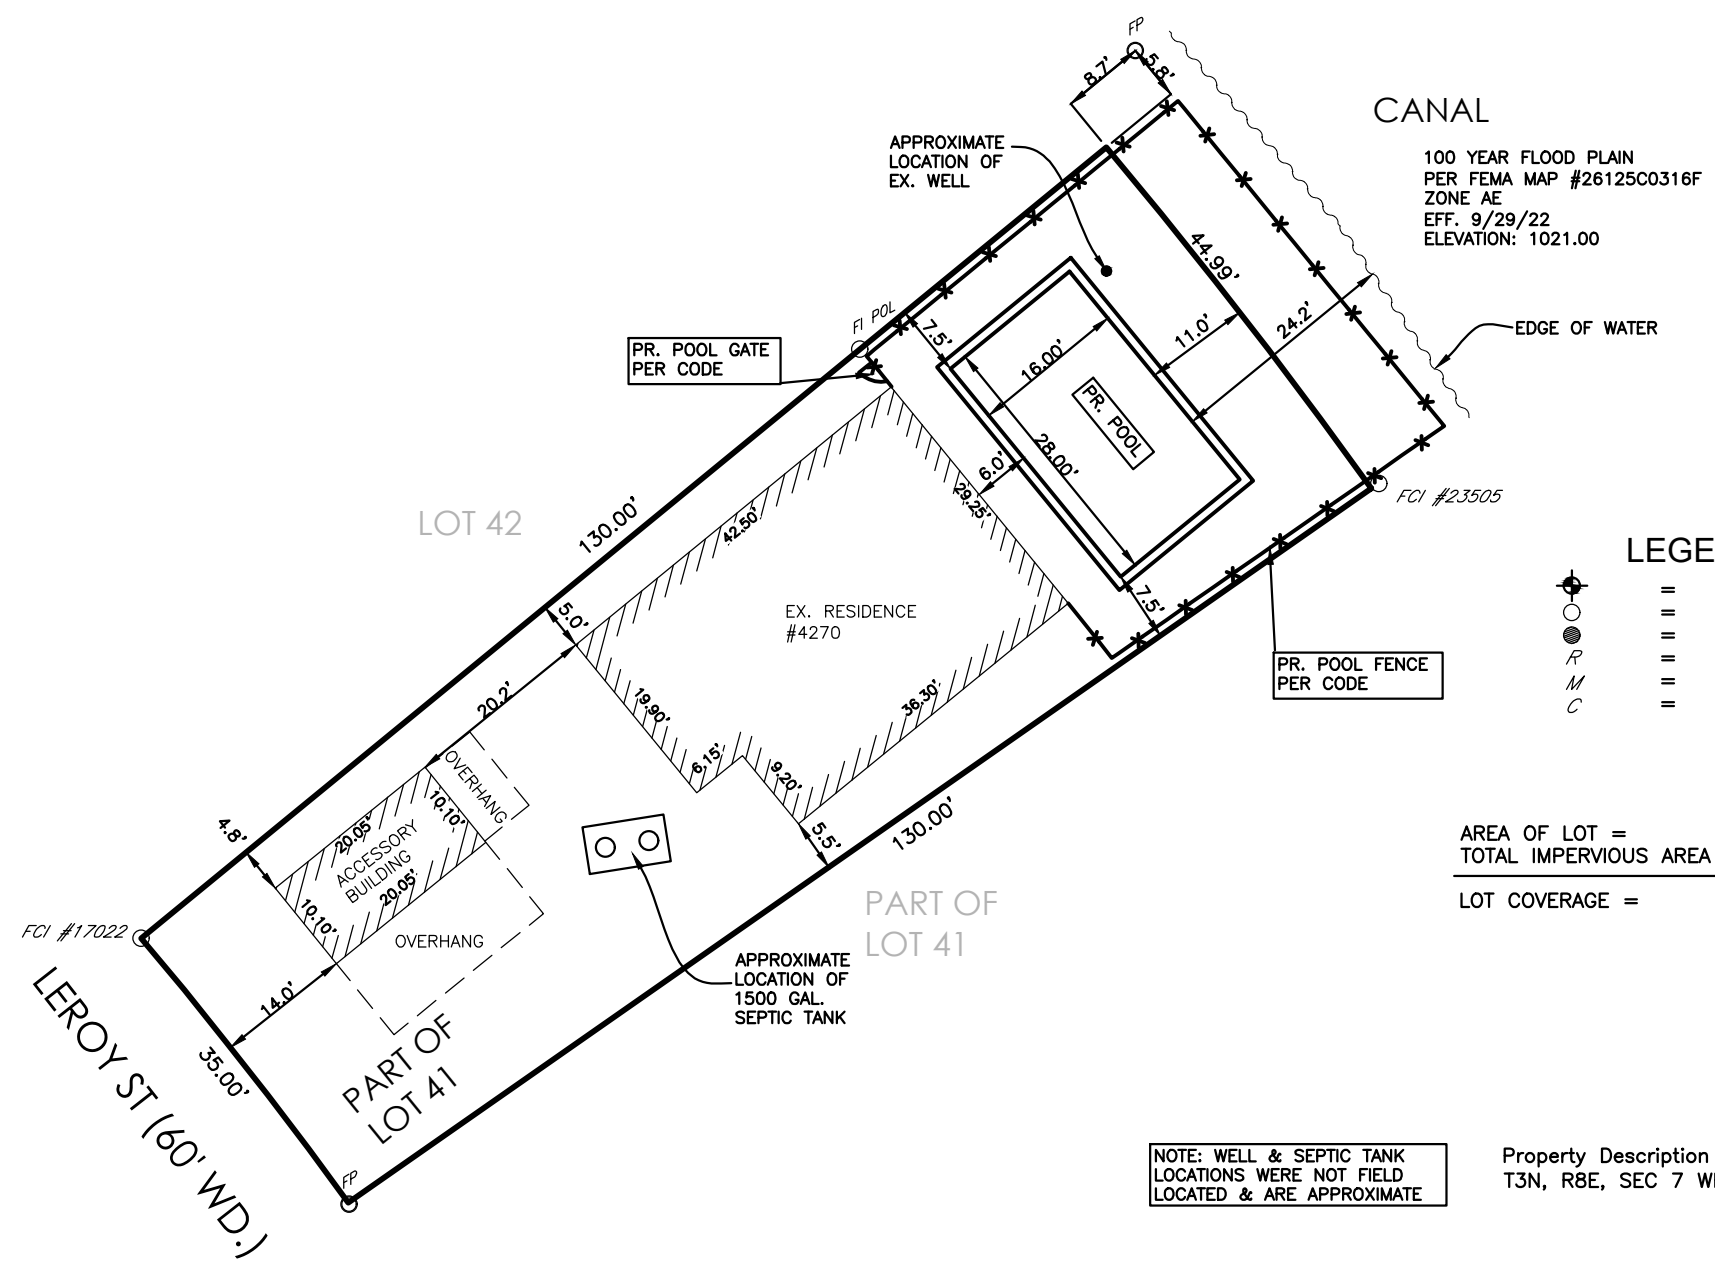 FP
8.7'
5.8'
CANAL
100 YEAR FLOOD PLAIN
PER FEMA MAP #26125C0316F
ZONE AE
EFF. 9/29/22
ELEVATION: 1021.00
APPROXIMATE
LOCATION OF
EX. WELL
44.99'
24.2'
11.0'
EDGE OF WATER
FI POL
7.5'
PR. POOL GATE
PER CODE
16.00'
PR. POOL
28.00'
6.0'
29.25'
FCI #23505
LOT 42
130.00'
42.50'
LEGE
=
=
=
R =
M =
C =
7.5'
5.0'
EX. RESIDENCE
#4270
PR. POOL FENCE
PER CODE
20.2'
19.90'
36.30'
6.15'
9.20'
OVERHANG
10.10'
4.8'
20.05'
ACCESSORY
BUILDING
20.05'
10.10'
5.5'
130.00'
AREA OF LOT =
TOTAL IMPERVIOUS AREA
LOT COVERAGE =
PART OF
LOT 41
FCI #17022
OVERHANG
APPROXIMATE
LOCATION OF
1500 GAL.
SEPTIC TANK
14.0'
35.00'
PART OF
LOT 41
LEROY ST (60' WD.)
FP
NOTE: WELL & SEPTIC TANK
LOCATIONS WERE NOT FIELD
LOCATED & ARE APPROXIMATE
Property Description
T3N, R8E, SEC 7